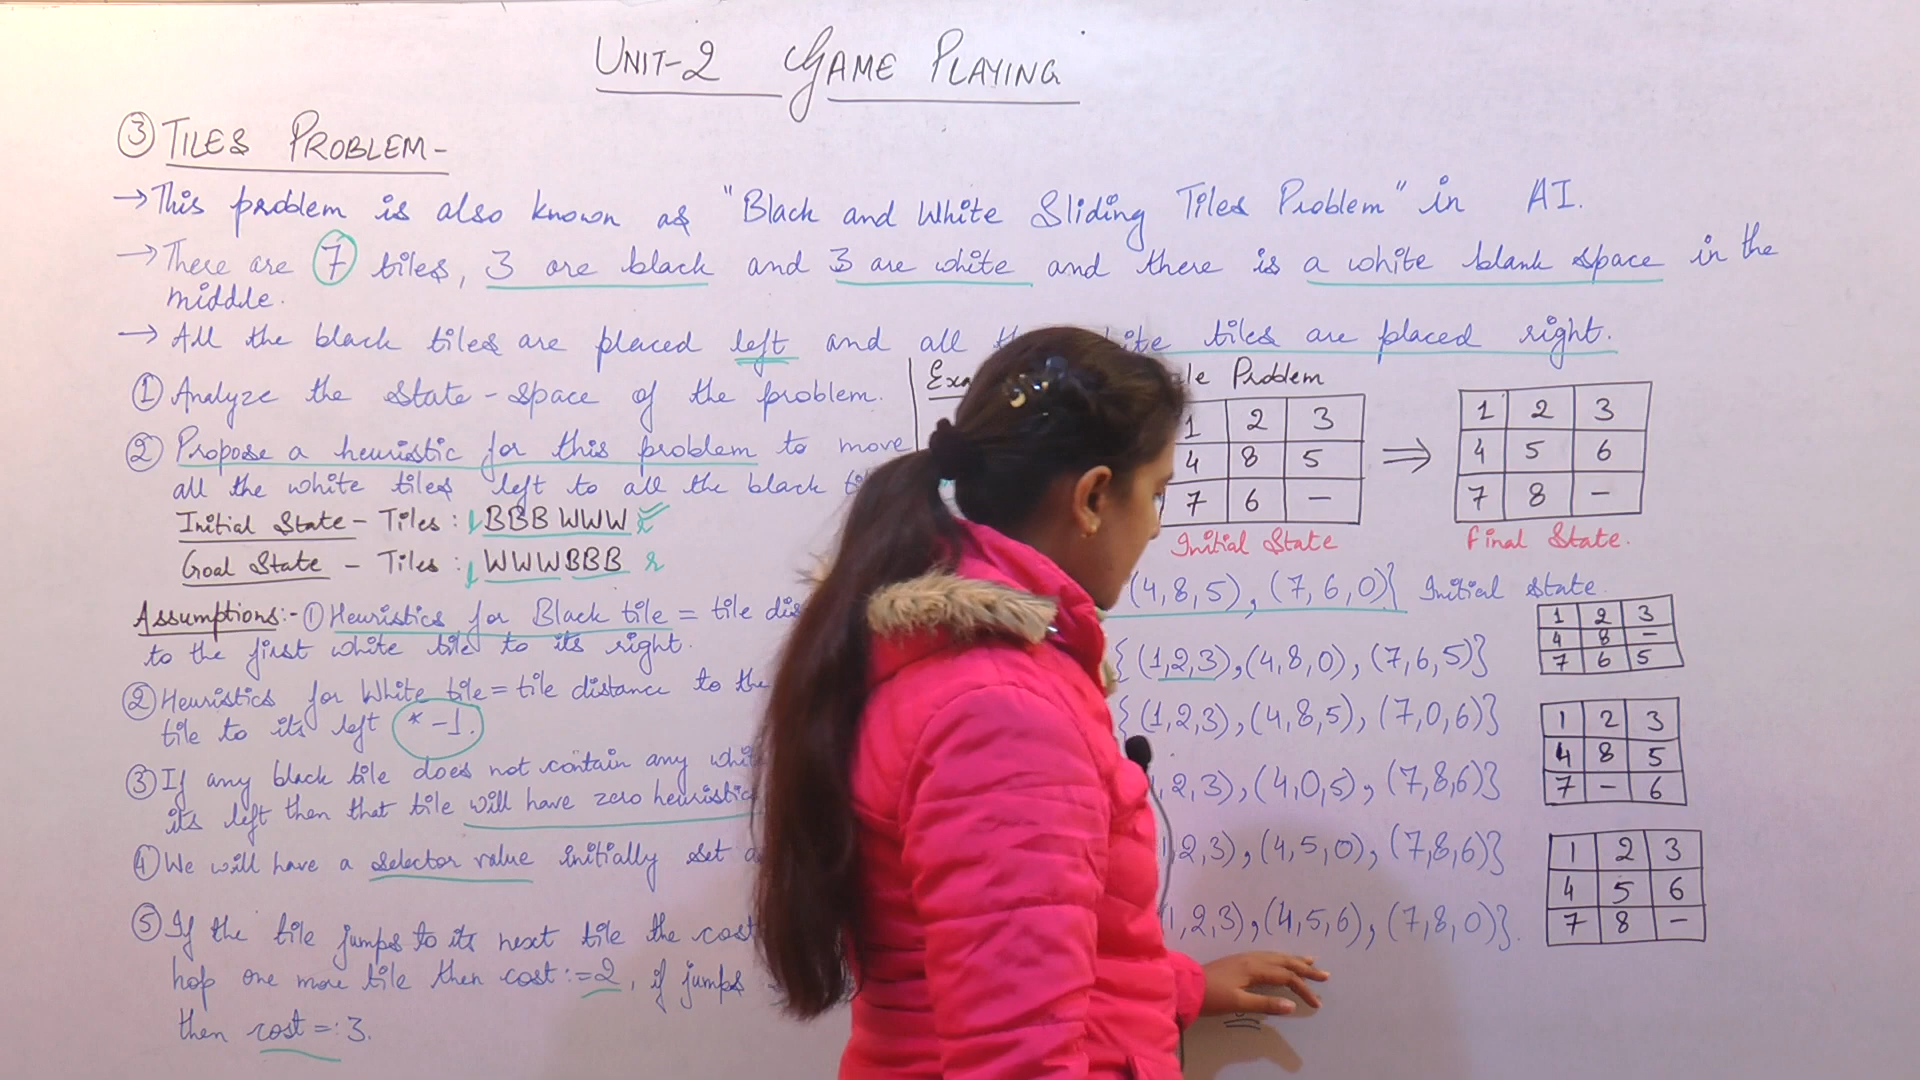 UNIT-2 GAME PLAYING
③ TILES PROBLEM-
→ This problem is also known as "Black and White Sliding Tiles Problem" in AI.
→ There are 7 tiles, 3 are black and 3 are white and there is a white blank space in the
middle.
→ All the black tiles are placed left and all tiles are placed right.
① Analyze the state-space of the problem.
② Propose a heuristic for this problem to move
all the white tiles left to all the black
Initial State - Tiles: BBB WWW
Goal State - Tiles: WWWBBB
Assumptions:- ① Heuristics for Black tile = tile
to the first white tile to its right.
② Heuristics for White tile = tile distance to the
tile to its left * -1.
③ If any black tile does not contain any
its left then that tile will have zero heuristic
④ We will have a selector value initially set
⑤ If the tile jumps to its next tile the cost
hop one more tile then cost:=2, if jumps
then cost=:3.
Problem
1 2 3
4 8 5
7 6 -
Initial State
⇒
1 2 3
4 5 6
7 8 -
Final State.
(4,8,5), (7,6,0)} Initial State
{(1,2,3),(4,8,0),(7,6,5)}
1 2 3
4 8 -
7 6 5
{(1,2,3),(4,8,5),(7,0,6)}
1 2 3
4 8 5
7 - 6
1,2,3),(4,0,5),(7,8,6)}
1,2,3),(4,5,0),(7,8,6)}
1 2 3
4 5 6
7 8 -
1,2,3),(4,5,6),(7,8,0)}.